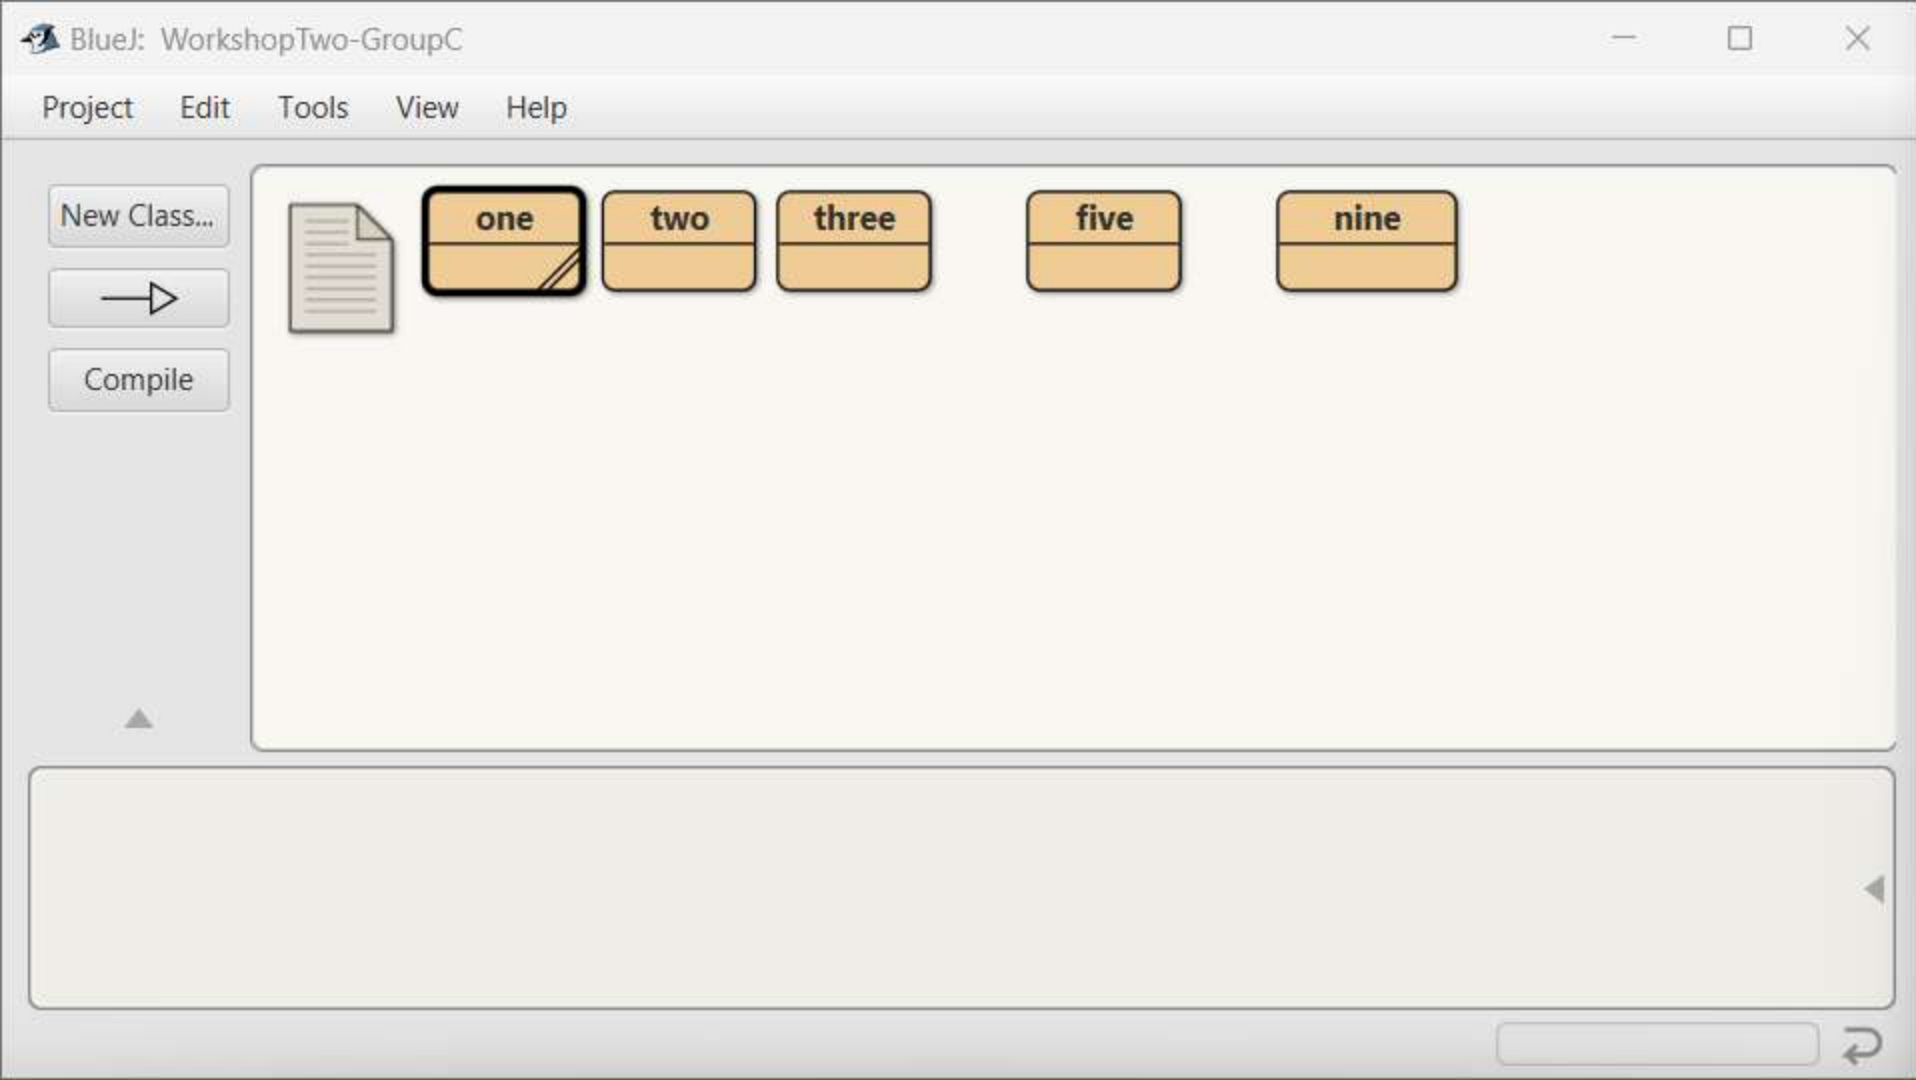 BlueJ: WorkshopTwo-GroupC
Project Edit Tools View Help
New Class...
Compile
one two three five nine